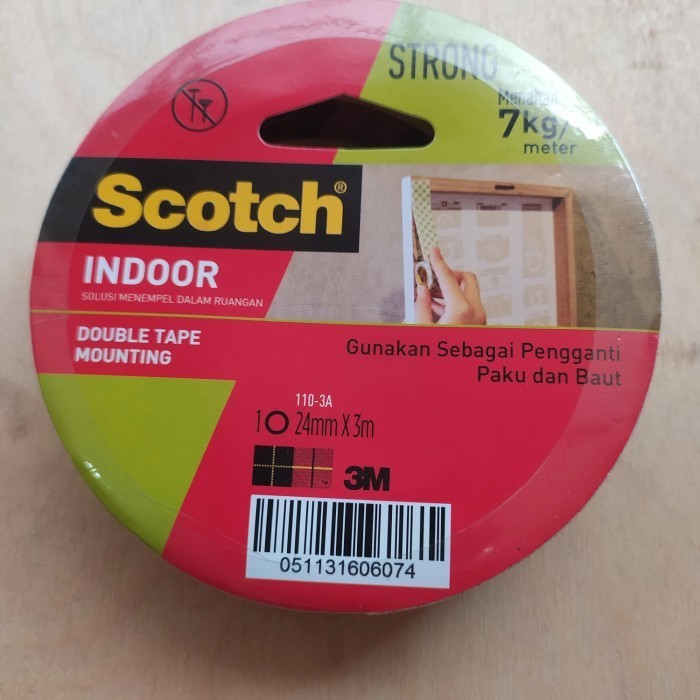 STRONG
Menahan
7kg/
meter
Scotch®
INDOOR
SOLUSI MENEMPEL DALAM RUANGAN
DOUBLE TAPE
MOUNTING
Gunakan Sebagai Pengganti
Paku dan Baut
110-3A
1 24mm X 3m
3M
051131606074